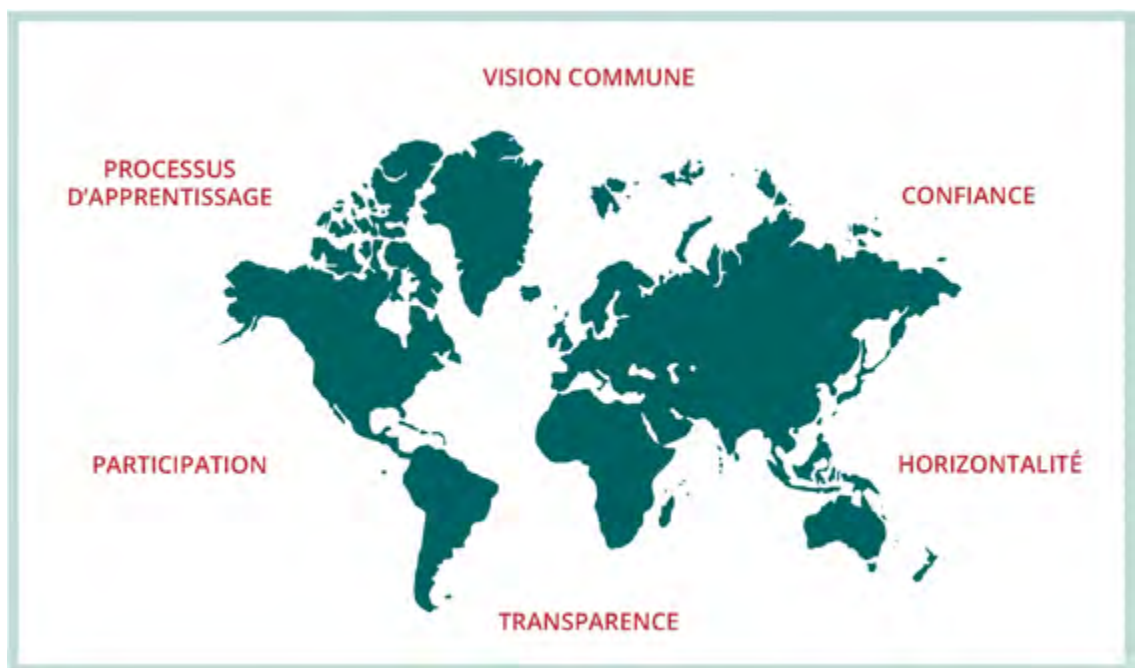 VISION COMMUNE
PROCESSUS
D'APPRENTISSAGE
CONFIANCE
PARTICIPATION
HORIZONTALITÉ
TRANSPARENCE